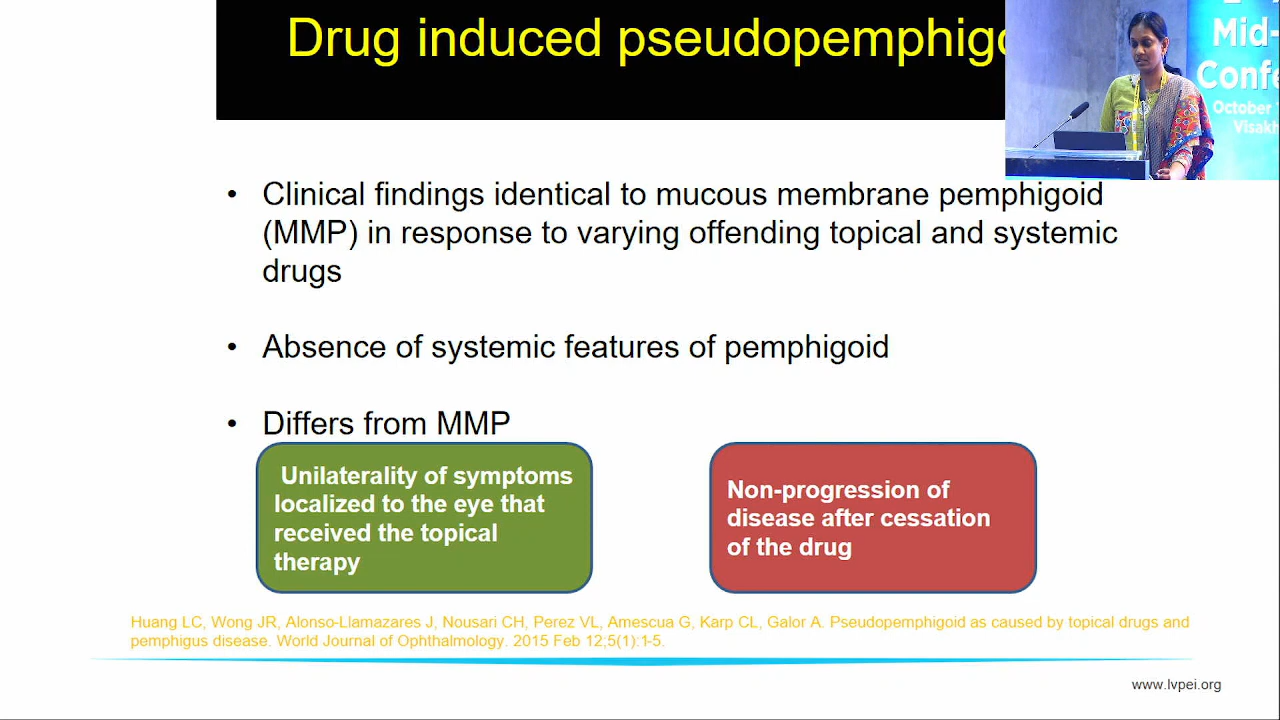 Drug induced pseudopemphigo
Mid-
Conf
October
Visakh
• Clinical findings identical to mucous membrane pemphigoid
(MMP) in response to varying offending topical and systemic
drugs
• Absence of systemic features of pemphigoid
• Differs from MMP
Unilaterality of symptoms
localized to the eye that
received the topical
therapy
Non-progression of
disease after cessation
of the drug
Huang LC, Wong JR, Alonso-Llamazares J, Nousari CH, Perez VL, Amescua G, Karp CL, Galor A. Pseudopemphigoid as caused by topical drugs and
pemphigus disease. World Journal of Ophthalmology. 2015 Feb 12;5(1):1-5.
www.lvpei.org